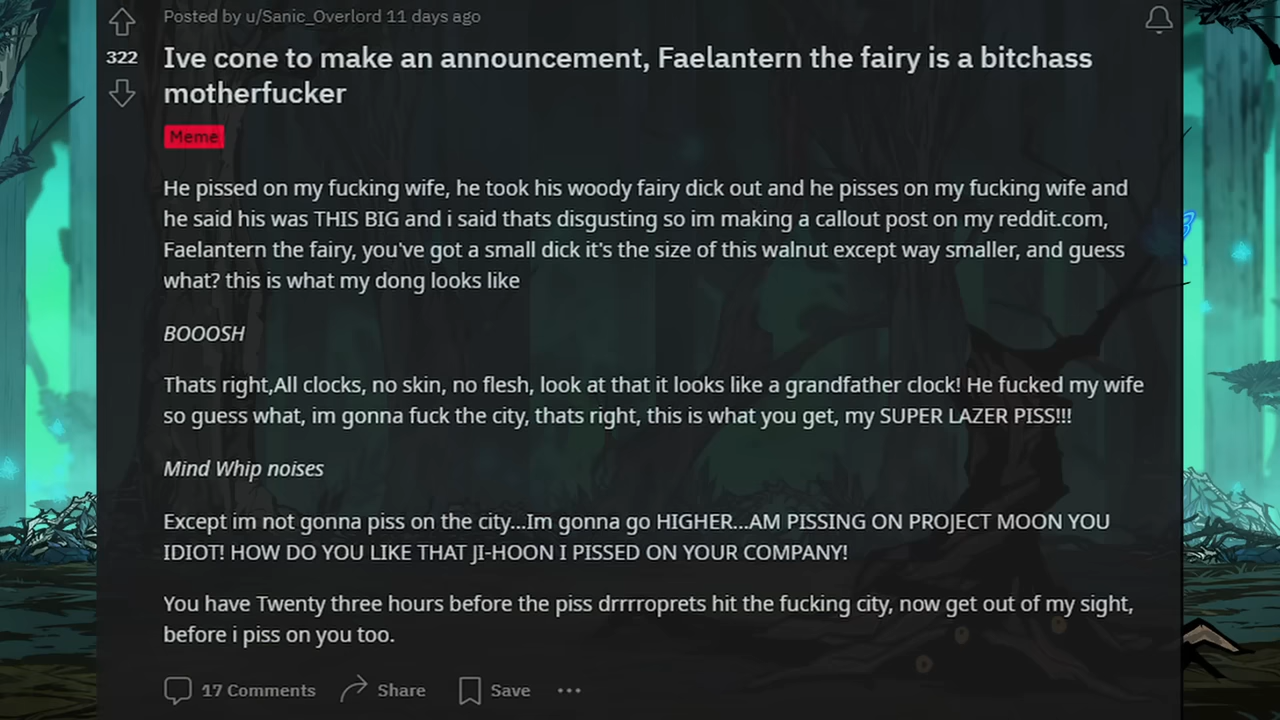 Posted by u/Sanic_Overlord 11 days ago
322
Ive cone to make an announcement, Faelantern the fairy is a bitchass
motherfucker
Meme
He pissed on my fucking wife, he took his woody fairy dick out and he pisses on my fucking wife and
he said his was THIS BIG and i said thats disgusting so im making a callout post on my reddit.com,
Faelantern the fairy, you've got a small dick it's the size of this walnut except way smaller, and guess
what? this is what my dong looks like
BOOOSH
Thats right,All clocks, no skin, no flesh, look at that it looks like a grandfather clock! He fucked my wife
so guess what, im gonna fuck the city, thats right, this is what you get, my SUPER LAZER PISS!!!
Mind Whip noises
Except im not gonna piss on the city...Im gonna go HIGHER...AM PISSING ON PROJECT MOON YOU
IDIOT! HOW DO YOU LIKE THAT JI-HOON I PISSED ON YOUR COMPANY!
You have Twenty three hours before the piss drrrroprets hit the fucking city, now get out of my sight,
before i piss on you too.
17 Comments Share Save